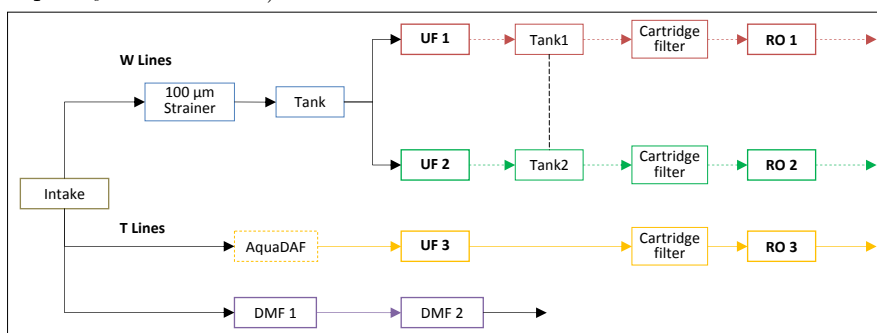 UF 1
Tank1
Cartridge
filter
RO 1
W Lines
100 µm
Strainer
Tank
UF 2
Tank2
Cartridge
filter
RO 2
Intake
T Lines
AquaDAF
UF 3
Cartridge
filter
RO 3
DMF 1
DMF 2